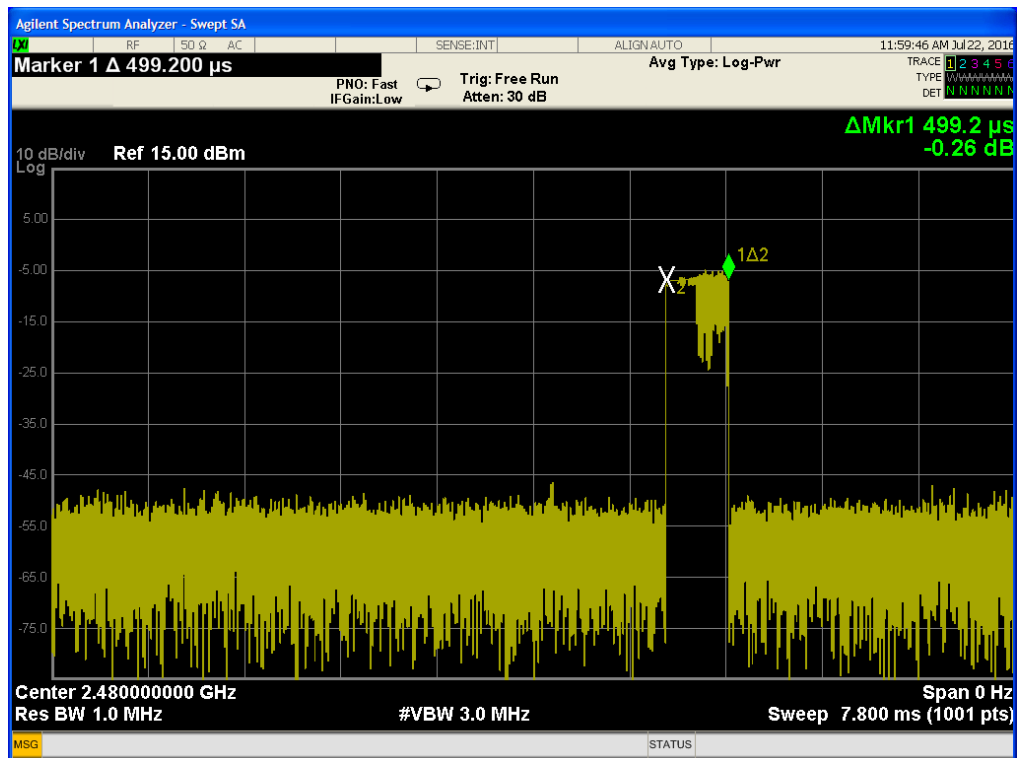 Agilent Spectrum Analyzer - Swept SA
LXI RF 50 Ω AC SENSE:INT ALIGN AUTO 11:59:46 AM Jul 22, 2016
Marker 1 Δ 499.200 µs Avg Type: Log-Pwr TRACE 1 2 3 4 5 6
PNO: Fast Trig: Free Run TYPE
IFGain:Low Atten: 30 dB DET N N N N N N
ΔMkr1 499.2 µs
10 dB/div Ref 15.00 dBm -0.26 dB
Log
5.00
1Δ2
-5.00
2
-15.0
-25.0
-35.0
-45.0
-55.0
-65.0
-75.0
Center 2.480000000 GHz Span 0 Hz
Res BW 1.0 MHz #VBW 3.0 MHz Sweep 7.800 ms (1001 pts)
MSG STATUS